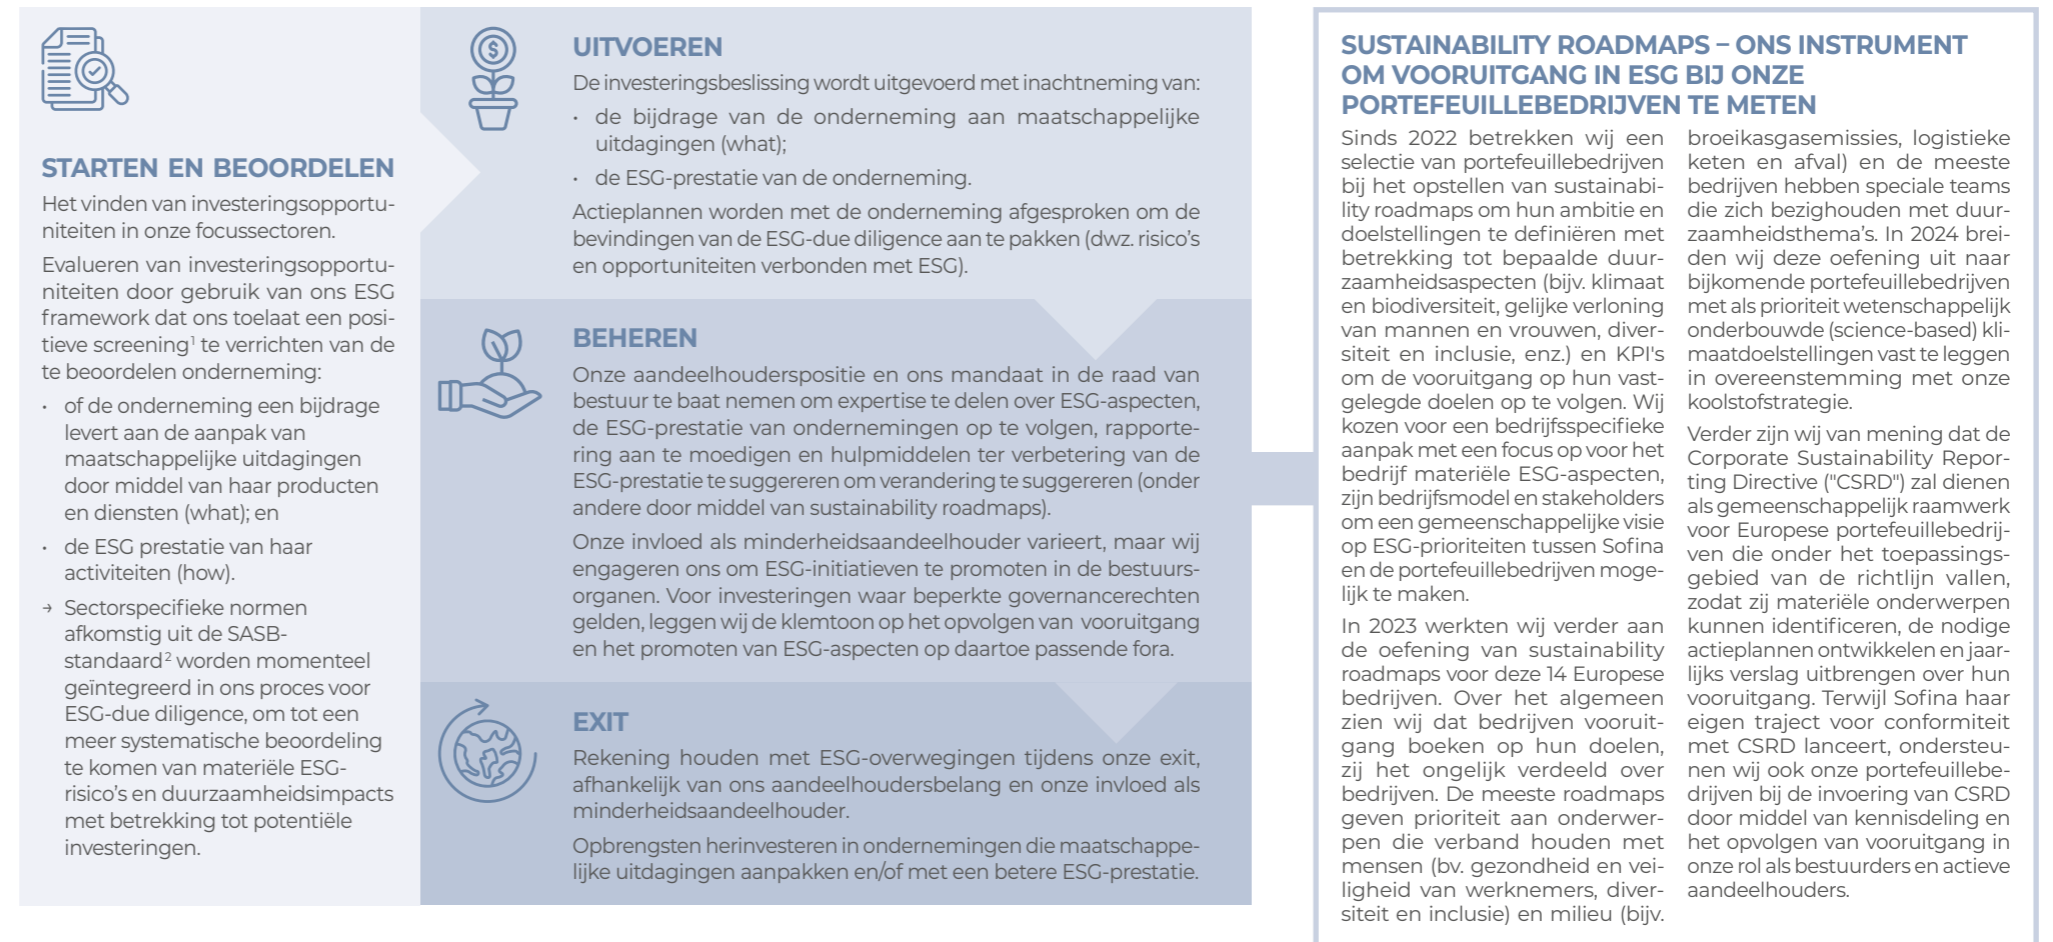 STARTEN EN BEOORDELEN
Het vinden van investeringsopportu-
niteiten in onze focussectoren.
Evalueren van investeringsopportu-
niteiten door gebruik van ons ESG
framework dat ons toelaat een posi-
tieve screening¹ te verrichten van de
te beoordelen onderneming:
• of de onderneming een bijdrage
levert aan de aanpak van
maatschappelijke uitdagingen
door middel van haar producten
en diensten (what); en
• de ESG prestatie van haar
activiteiten (how).
→ Sectorspecifieke normen
afkomstig uit de SASB-
standaard² worden momenteel
geïntegreerd in ons proces voor
ESG-due diligence, om tot een
meer systematische beoordeling
te komen van materiële ESG-
risico's en duurzaamheidsimpacts
met betrekking tot potentiële
investeringen.
$
UITVOEREN
De investeringsbeslissing wordt uitgevoerd met inachtneming van:
• de bijdrage van de onderneming aan maatschappelijke
uitdagingen (what);
• de ESG-prestatie van de onderneming.
Actieplannen worden met de onderneming afgesproken om de
bevindingen van de ESG-due diligence aan te pakken (dwz. risico's
en opportuniteiten verbonden met ESG).
BEHEREN
Onze aandeelhouderspositie en ons mandaat in de raad van
bestuur te baat nemen om expertise te delen over ESG-aspecten,
de ESG-prestatie van ondernemingen op te volgen, rapporte-
ring aan te moedigen en hulpmiddelen ter verbetering van de
ESG-prestatie te suggereren om verandering te suggereren (onder
andere door middel van sustainability roadmaps).
Onze invloed als minderheidsaandeelhouder varieert, maar wij
engageren ons om ESG-initiatieven te promoten in de bestuurs-
organen. Voor investeringen waar beperkte governancerechten
gelden, leggen wij de klemtoon op het opvolgen van vooruitgang
en het promoten van ESG-aspecten op daartoe passende fora.
EXIT
Rekening houden met ESG-overwegingen tijdens onze exit,
afhankelijk van ons aandeelhoudersbelang en onze invloed als
minderheidsaandeelhouder.
Opbrengsten herinvesteren in ondernemingen die maatschappe-
lijke uitdagingen aanpakken en/of met een betere ESG-prestatie.
SUSTAINABILITY ROADMAPS – ONS INSTRUMENT
OM VOORUITGANG IN ESG BIJ ONZE
PORTEFEUILLEBEDRIJVEN TE METEN
Sinds 2022 betrekken wij een
selectie van portefeuillebedrijven
bij het opstellen van sustainabi-
lity roadmaps om hun ambitie en
doelstellingen te definiëren met
betrekking tot bepaalde duur-
zaamheidsaspecten (bijv. klimaat
en biodiversiteit, gelijke verloning
van mannen en vrouwen, diver-
siteit en inclusie, enz.) en KPI's
om de vooruitgang op hun vast-
gelegde doelen op te volgen. Wij
kozen voor een bedrijfsspecifieke
aanpak met een focus op voor het
bedrijf materiële ESG-aspecten,
zijn bedrijfsmodel en stakeholders
om een gemeenschappelijke visie
op ESG-prioriteiten tussen Sofina
en de portefeuillebedrijven moge-
lijk te maken.
In 2023 werkten wij verder aan
de oefening van sustainability
roadmaps voor deze 14 Europese
bedrijven. Over het algemeen
zien wij dat bedrijven vooruit-
gang boeken op hun doelen,
zij het ongelijk verdeeld over
bedrijven. De meeste roadmaps
geven prioriteit aan onderwer-
pen die verband houden met
mensen (bv. gezondheid en vei-
ligheid van werknemers, diver-
siteit en inclusie) en milieu (bijv.
broeikasgasemissies, logistieke
keten en afval) en de meeste
bedrijven hebben speciale teams
die zich bezighouden met duur-
zaamheidsthema's. In 2024 brei-
den wij deze oefening uit naar
bijkomende portefeuillebedrijven
met als prioriteit wetenschappelijk
onderbouwde (science-based) kli-
maatdoelstellingen vast te leggen
in overeenstemming met onze
koolstofstrategie.
Verder zijn wij van mening dat de
Corporate Sustainability Repor-
ting Directive ("CSRD") zal dienen
als gemeenschappelijk raamwerk
voor Europese portefeuillebedrij-
ven die onder het toepassings-
gebied van de richtlijn vallen,
zodat zij materiële onderwerpen
kunnen identificeren, de nodige
actieplannen ontwikkelen en jaar-
lijks verslag uitbrengen over hun
vooruitgang. Terwijl Sofina haar
eigen traject voor conformiteit
met CSRD lanceert, ondersteu-
nen wij ook onze portefeuillebe-
drijven bij de invoering van CSRD
door middel van kennisdeling en
het opvolgen van vooruitgang in
onze rol als bestuurders en actieve
aandeelhouders.